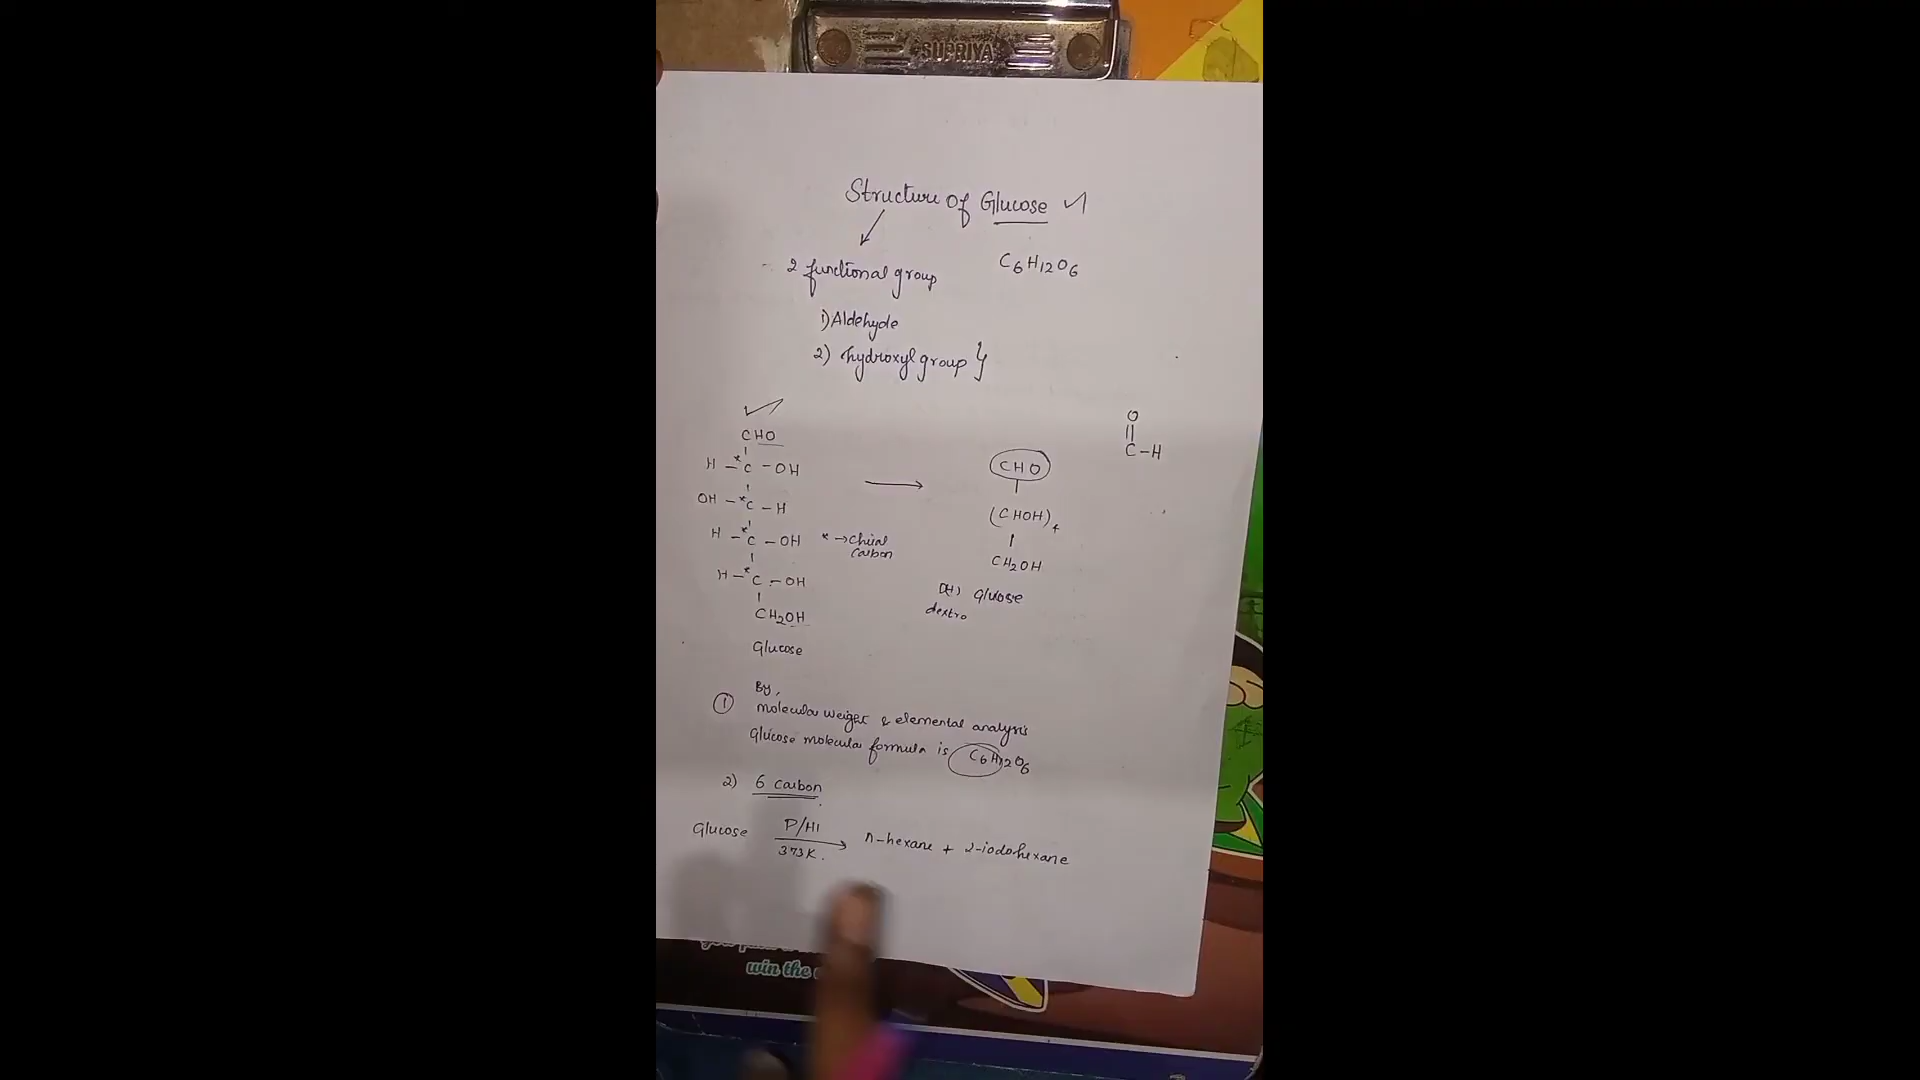 SUPRIYA
Structure of Glucose ✓
2 functional group
C6H12O6
1) Aldehyde
2) hydroxyl group }
✓
CHO
H - *C - OH
OH - *C - H
H - *C - OH
H - *C - OH
CH2OH
Glucose
* → Chiral
Carbon
→
CHO
(CHOH)4
CH2OH
D(+) Glucose
dextro
O
||
C - H
① By,
molecular weight & elemental analysis
Glucose molecular formula is C6H12O6
2) 6 Carbon
Glucose P/HI → n-hexane + 2-iodohexane
373K.
win the